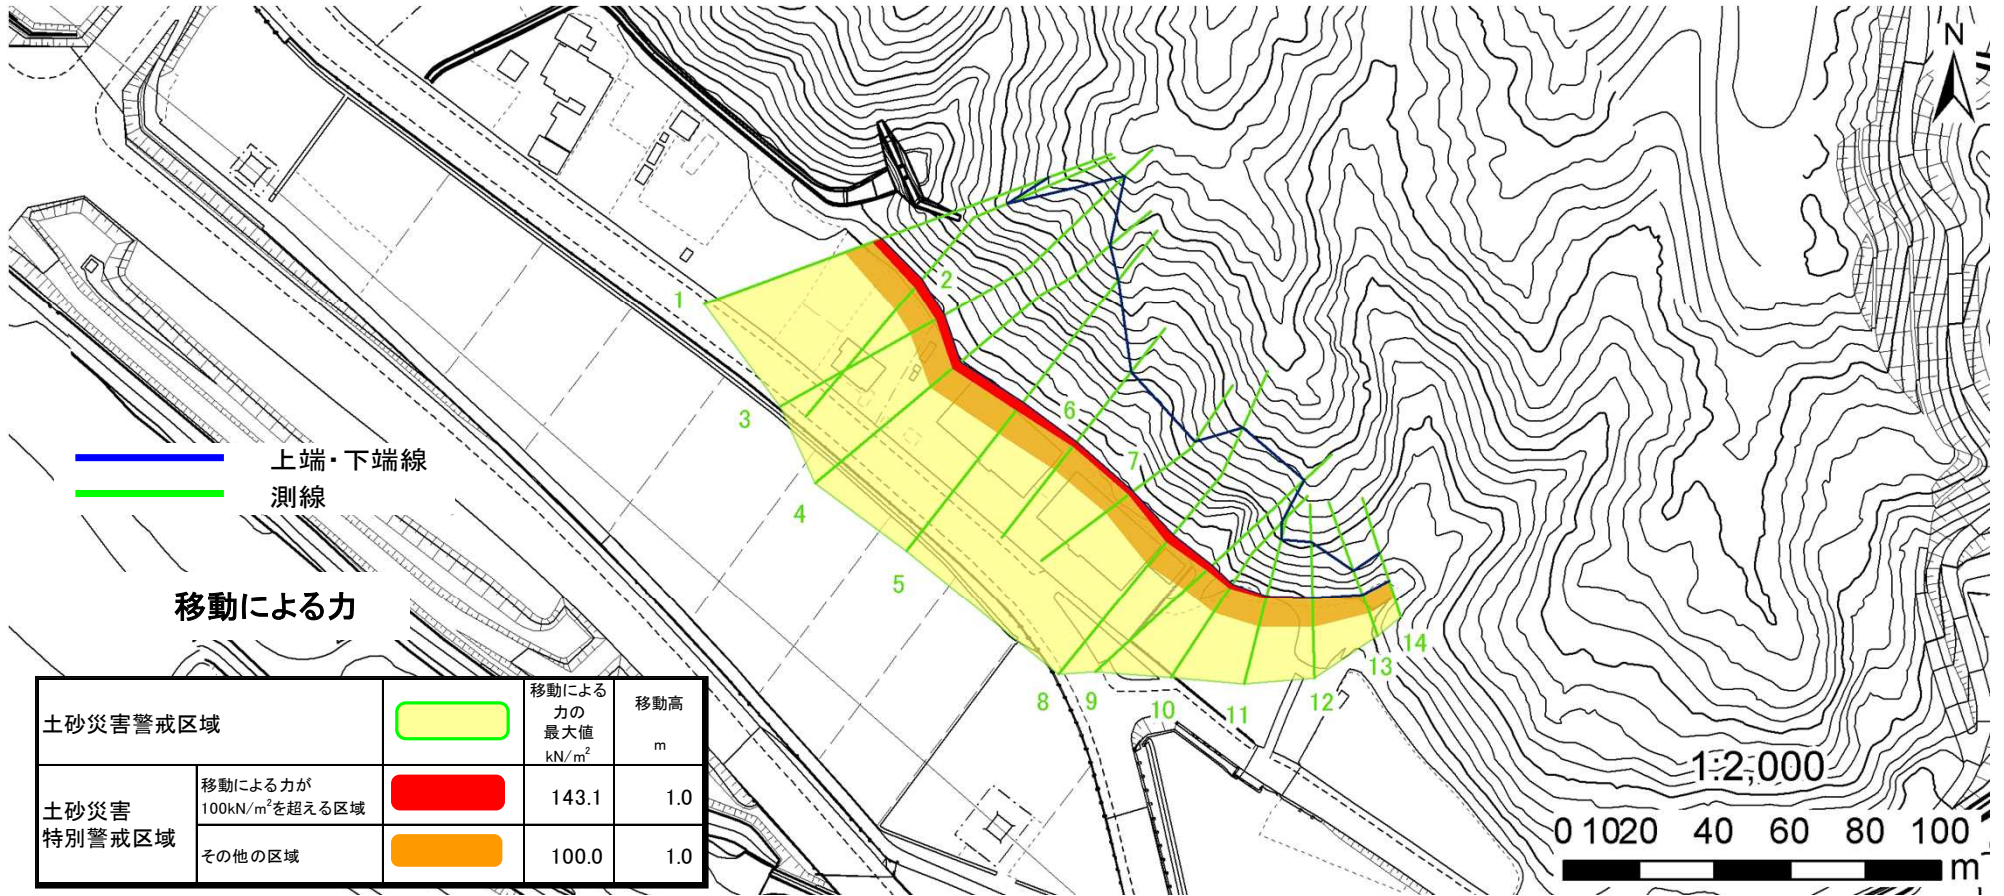 N
1
2
3
4
5
6
7
8
9
10
11
12
13
14
上端・下端線
測線
移動による力
土砂災害警戒区域
移動による
力の
最大値
kN/m²
移動高
m
土砂災害
特別警戒区域
移動による力が
100kN/m²を超える区域
143.1
1.0
その他の区域
100.0
1.0
1:2,000
0 10 20 40 60 80 100
m